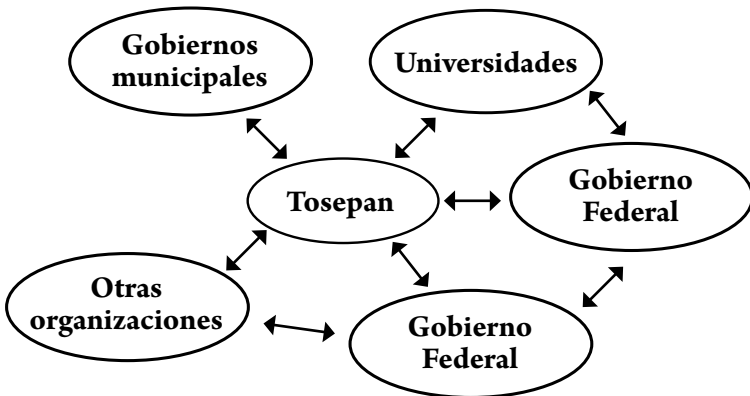 Gobiernos
municipales
Universidades
Tosepan
Gobierno
Federal
Otras
organizaciones
Gobierno
Federal